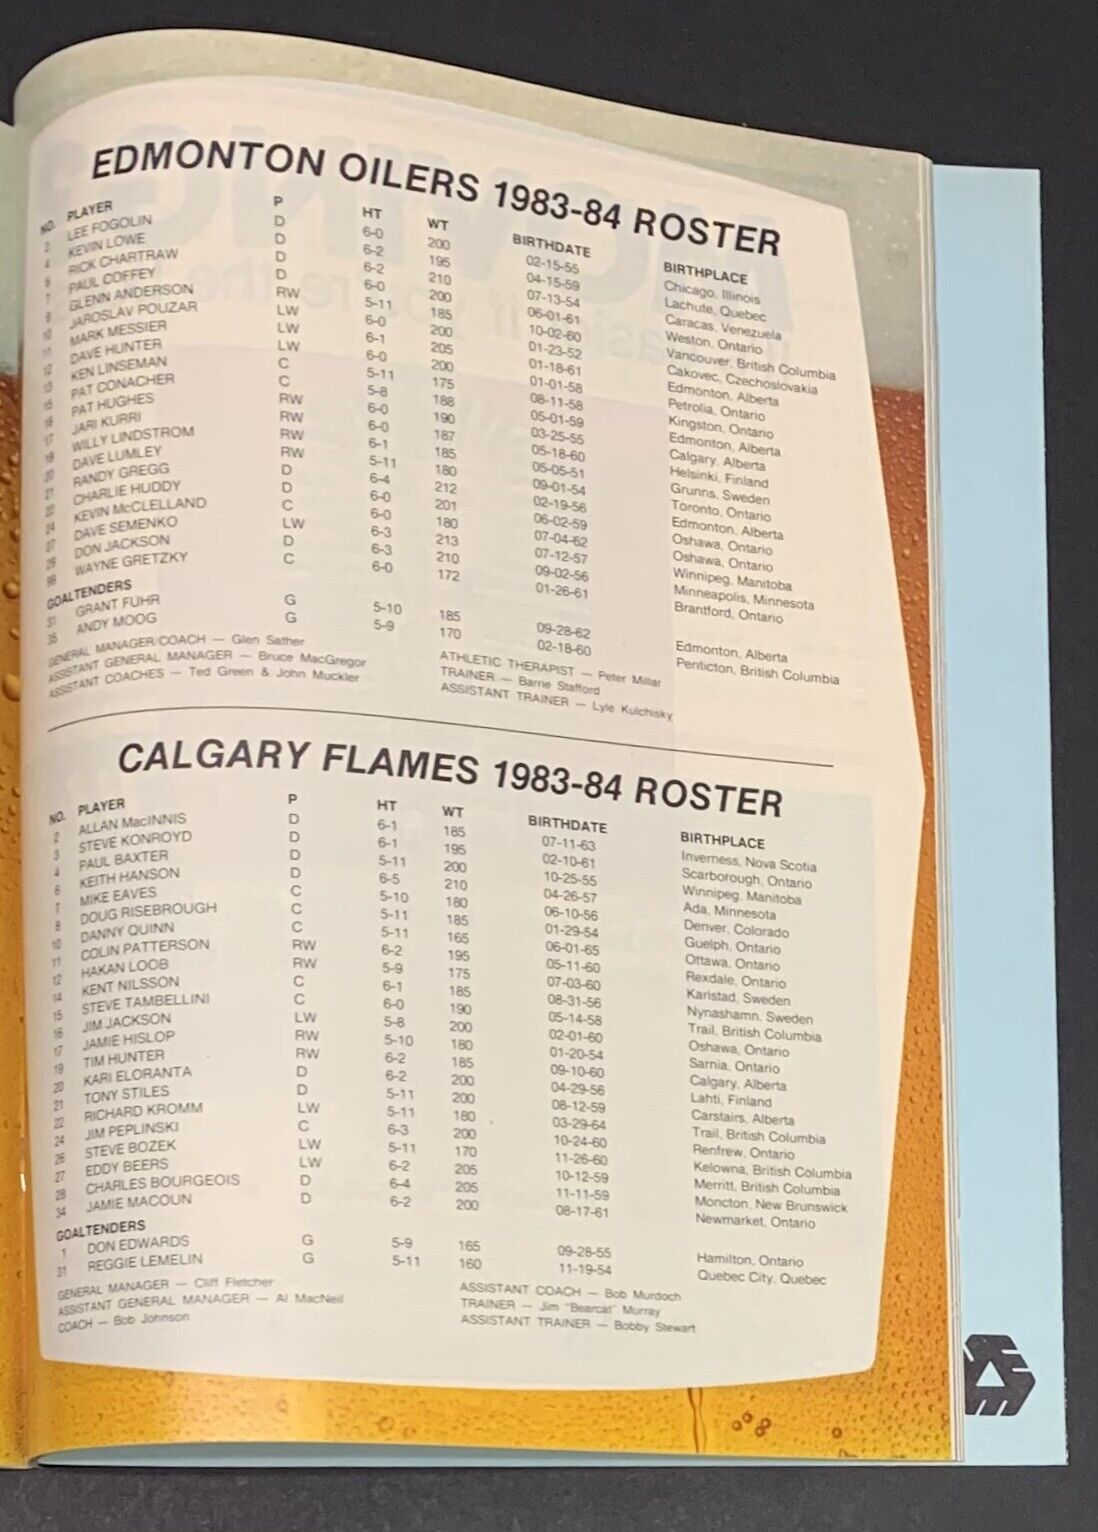 EDMONTON OILERS 1983-84 ROSTER
NO. PLAYER P HT WT BIRTHDATE BIRTHPLACE
2 LEE FOGOLIN D 6-0 200 02-15-55 Chicago, Illinois
4 KEVIN LOWE D 6-2 195 04-15-59 Lachute, Quebec
6 RICK CHARTRAW D 6-2 210 07-13-54 Caracas, Venezuela
7 PAUL COFFEY D 6-0 200 06-01-61 Weston, Ontario
9 GLENN ANDERSON RW 5-11 185 10-02-60 Vancouver, British Columbia
10 JAROSLAV POUZAR LW 6-0 200 01-23-52 Cakovec, Czechoslovakia
11 MARK MESSIER LW 6-1 205 01-18-61 Edmonton, Alberta
12 DAVE HUNTER LW 6-0 200 01-01-58 Petrolia, Ontario
13 KEN LINSEMAN C 5-11 175 08-11-58 Kingston, Ontario
15 PAT CONACHER C 5-8 188 05-01-59 Edmonton, Alberta
16 PAT HUGHES RW 6-0 190 03-25-55 Calgary, Alberta
17 JARI KURRI RW 6-0 187 05-18-60 Helsinki, Finland
19 WILLY LINDSTROM RW 6-1 185 05-05-51 Grunns, Sweden
20 DAVE LUMLEY RW 5-11 180 09-01-54 Toronto, Ontario
21 RANDY GREGG D 6-4 212 02-19-56 Edmonton, Alberta
22 CHARLIE HUDDY D 6-0 201 06-02-59 Oshawa, Ontario
24 KEVIN McCLELLAND C 6-0 180 07-04-62 Oshawa, Ontario
27 DAVE SEMENKO LW 6-3 213 07-12-57 Winnipeg, Manitoba
29 DON JACKSON D 6-3 210 09-02-56 Minneapolis, Minnesota
99 WAYNE GRETZKY C 6-0 172 01-26-61 Brantford, Ontario
GOALTENDERS
31 GRANT FUHR G 5-10 185 09-28-62 Edmonton, Alberta
35 ANDY MOOG G 5-9 170 02-18-60 Penticton, British Columbia
GENERAL MANAGER/COACH — Glen Sather
ASSISTANT GENERAL MANAGER — Bruce MacGregor
ASSISTANT COACHES — Ted Green & John Muckler
ATHLETIC THERAPIST — Peter Millar
TRAINER — Barrie Stafford
ASSISTANT TRAINER — Lyle Kulchisky
CALGARY FLAMES 1983-84 ROSTER
NO. PLAYER P HT WT BIRTHDATE BIRTHPLACE
2 ALLAN MacINNIS D 6-1 185 07-11-63 Inverness, Nova Scotia
3 STEVE KONROYD D 6-1 195 02-10-61 Scarborough, Ontario
4 PAUL BAXTER D 5-11 200 10-25-55 Winnipeg, Manitoba
6 KEITH HANSON D 6-5 210 04-26-57 Ada, Minnesota
7 MIKE EAVES C 5-10 180 06-10-56 Denver, Colorado
8 DOUG RISEBROUGH C 5-11 185 01-29-54 Guelph, Ontario
10 DANNY QUINN C 5-11 165 06-01-65 Ottawa, Ontario
11 COLIN PATTERSON RW 6-2 195 05-11-60 Rexdale, Ontario
12 HAKAN LOOB RW 5-9 175 07-03-60 Karistad, Sweden
14 KENT NILSSON C 6-1 185 08-31-56 Nynashamn, Sweden
15 STEVE TAMBELLINI C 6-0 190 05-14-58 Trail, British Columbia
16 JIM JACKSON LW 5-8 200 02-01-60 Oshawa, Ontario
17 JAMIE HISLOP RW 5-10 180 01-20-54 Sarnia, Ontario
19 TIM HUNTER RW 6-2 185 09-10-60 Calgary, Alberta
20 KARI ELORANTA D 6-2 200 04-29-56 Lahti, Finland
21 TONY STILES D 5-11 200 08-12-59 Carstairs, Alberta
22 RICHARD KROMM LW 5-11 180 03-29-64 Trail, British Columbia
24 JIM PEPLINSKI C 6-3 200 10-24-60 Renfrew, Ontario
26 STEVE BOZEK LW 5-11 170 11-26-60 Kelowna, British Columbia
27 EDDY BEERS LW 6-2 205 10-12-59 Merritt, British Columbia
28 CHARLES BOURGEOIS D 6-4 205 11-11-59 Moncton, New Brunswick
34 JAMIE MACOUN D 6-2 200 08-17-61 Newmarket, Ontario
GOALTENDERS
1 DON EDWARDS G 5-9 165 09-28-55 Hamilton, Ontario
31 REGGIE LEMELIN G 5-11 160 11-19-54 Quebec City, Quebec
GENERAL MANAGER — Cliff Fletcher
ASSISTANT GENERAL MANAGER — Al MacNeil
COACH — Bob Johnson
ASSISTANT COACH — Bob Murdoch
TRAINER — Jim "Bearcat" Murray
ASSISTANT TRAINER — Bobby Stewart